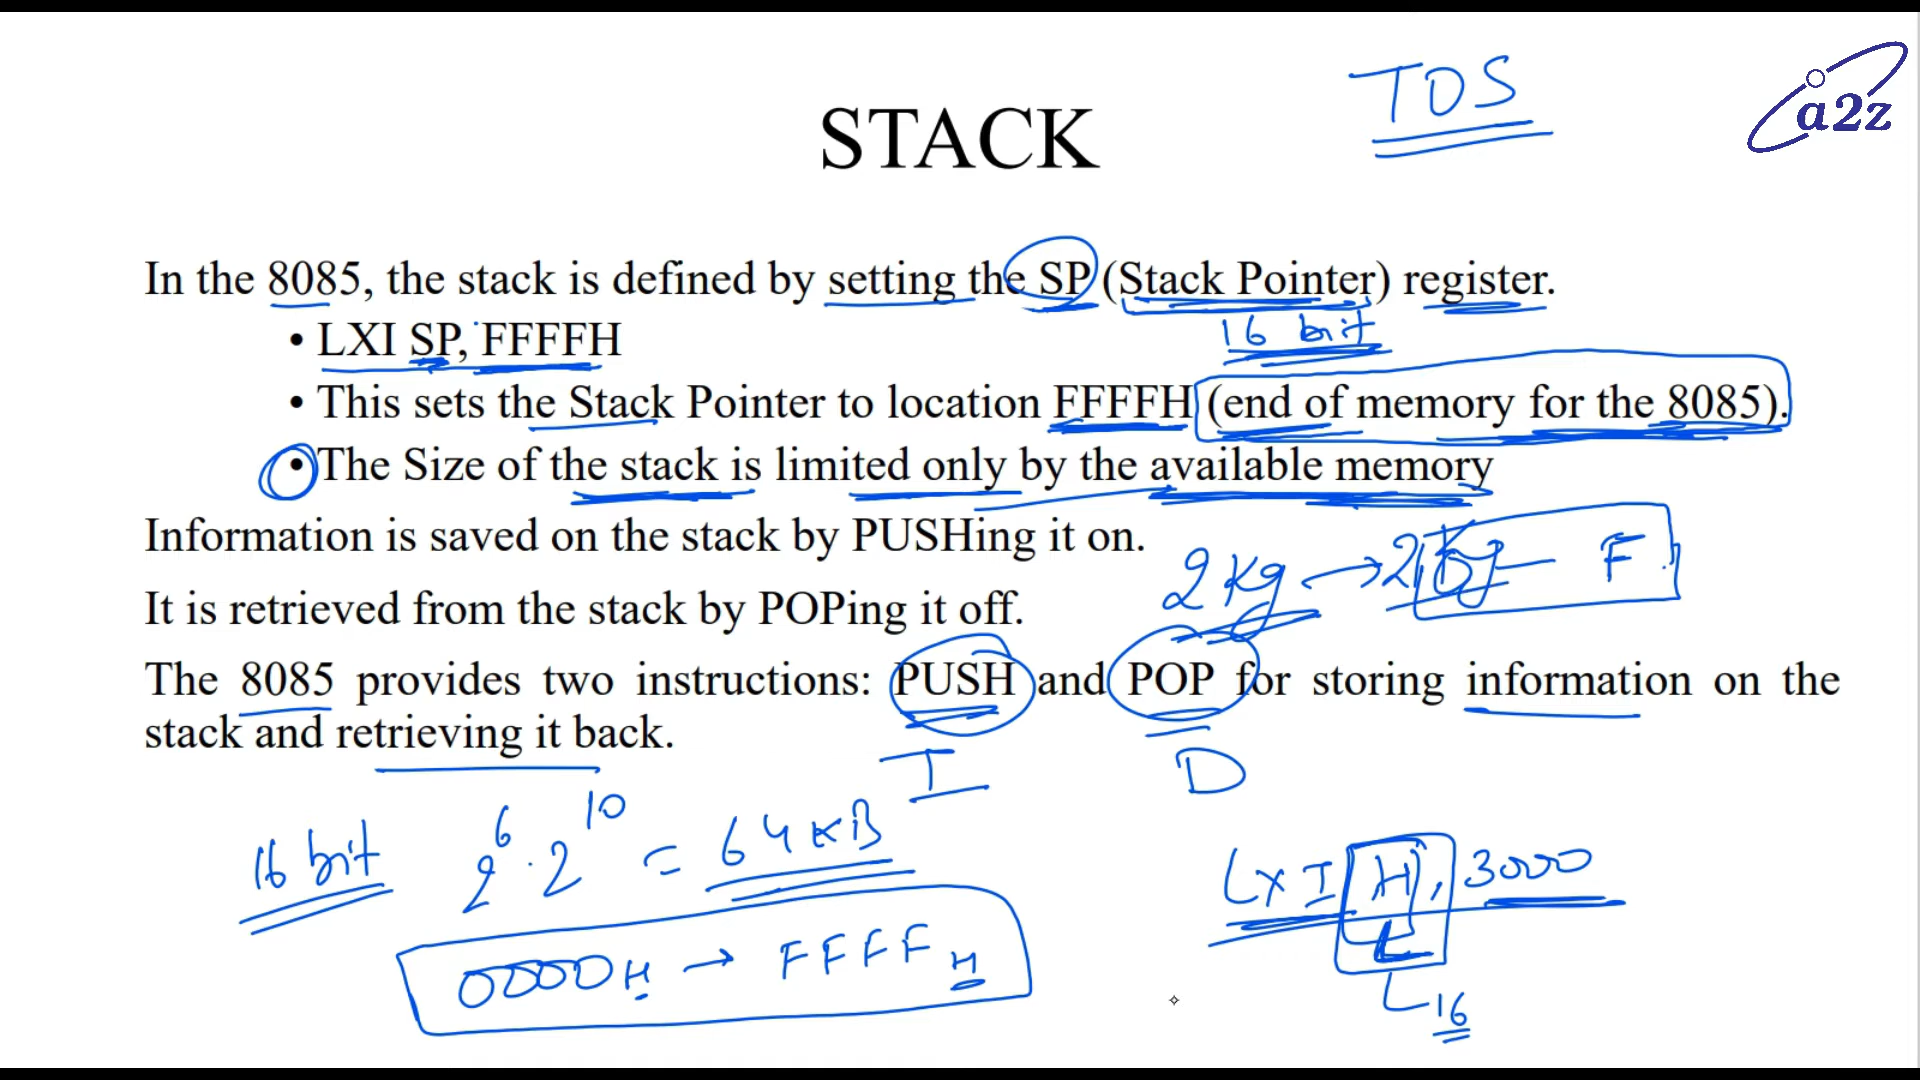 TOS
a2z
STACK
In the 8085, the stack is defined by setting the SP (Stack Pointer) register.
16 bit
• LXI SP, FFFFH
• This sets the Stack Pointer to location FFFFH (end of memory for the 8085).
• The Size of the stack is limited only by the available memory
Information is saved on the stack by PUSHing it on.
2 Kg → 2
F
It is retrieved from the stack by POPing it off.
The 8085 provides two instructions: PUSH and POP for storing information on the
stack and retrieving it back.
I D
16 bit 2^6 . 2^10 = 64 KB
LXI H, 3000
L
0000H → FFFFH
16